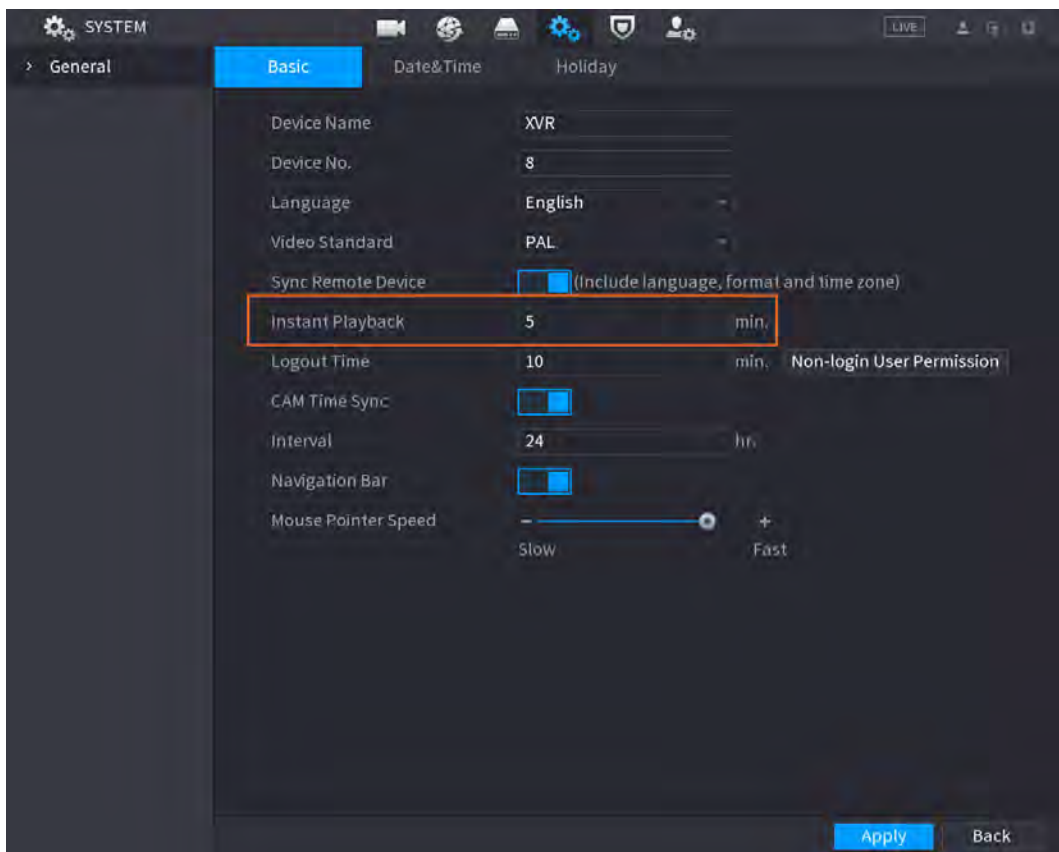 SYSTEM
LIVE
> General
Basic Date&Time Holiday
Device Name XVR
Device No. 8
Language English
Video Standard PAL
Sync Remote Device (Include language, format and time zone)
Instant Playback 5 min.
Logout Time 10 min. Non-login User Permission
CAM Time Sync
Interval 24 hr.
Navigation Bar
Mouse Pointer Speed - +
Slow Fast
Apply Back